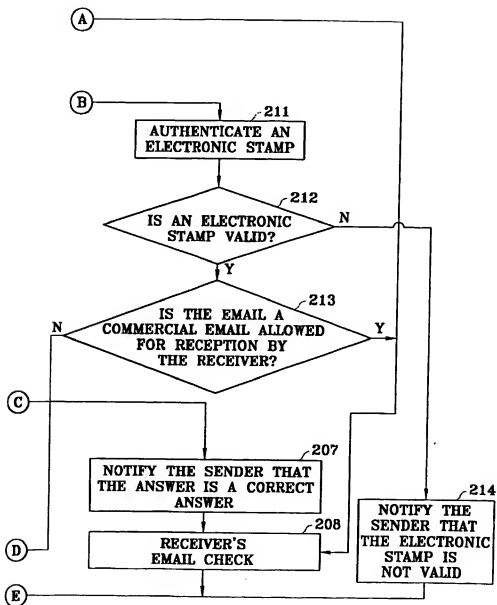 A
B
211
AUTHENTICATE AN
ELECTRONIC STAMP
212
IS AN ELECTRONIC
STAMP VALID?
N
Y
213
IS THE EMAIL A
COMMERCIAL EMAIL ALLOWED
FOR RECEPTION BY
THE RECEIVER?
N
Y
C
207
NOTIFY THE SENDER THAT
THE ANSWER IS A CORRECT
ANSWER
208
RECEIVER'S
EMAIL CHECK
214
NOTIFY THE
SENDER THAT
THE ELECTRONIC
STAMP IS
NOT VALID
D
E